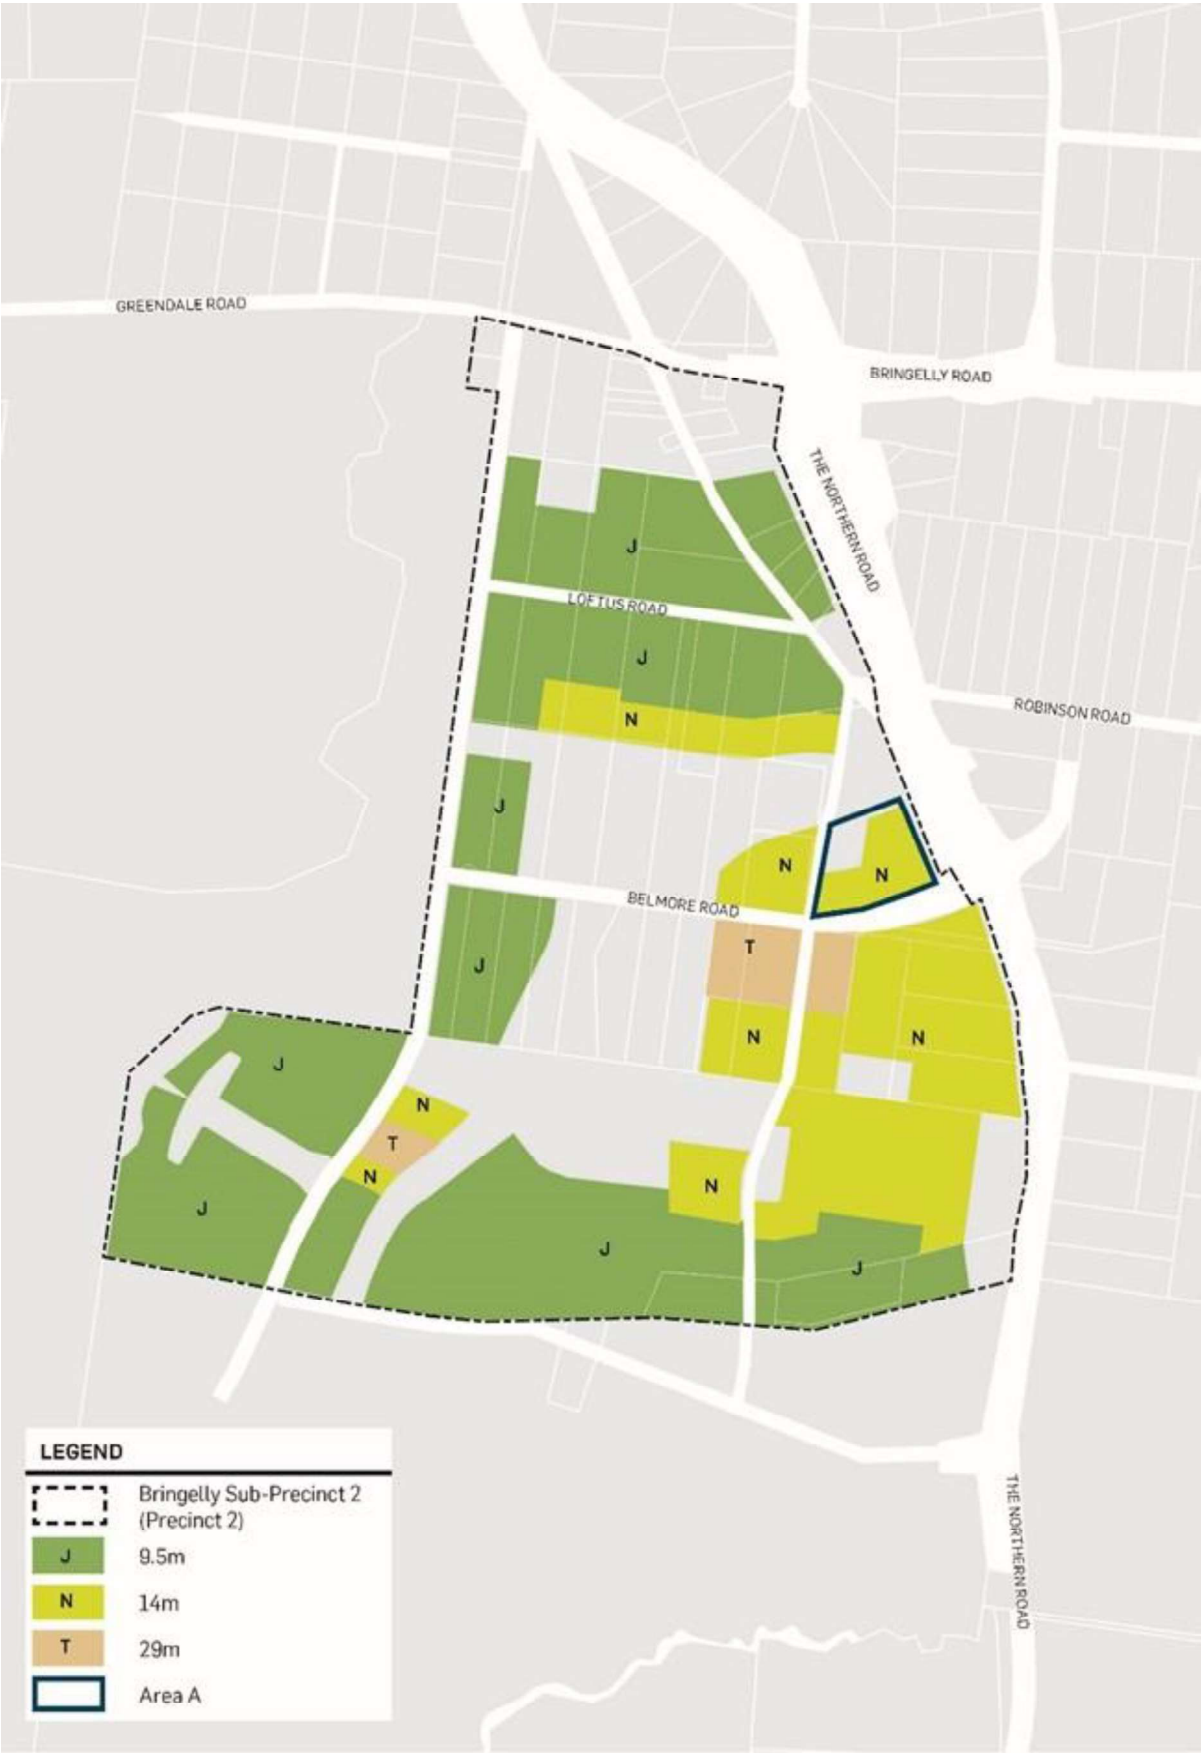 GREENDALE ROAD
BRINGELLY ROAD
THE NORTHERN ROAD
J
LOFTUS ROAD
J
ROBINSON ROAD
N
J
N
N
BELMORE ROAD
T
J
N
N
J
N
T
N
N
J
J
J
LEGEND
Bringelly Sub-Precinct 2
(Precinct 2)
J 9.5m
N 14m
T 29m
Area A
THE NORTHERN ROAD